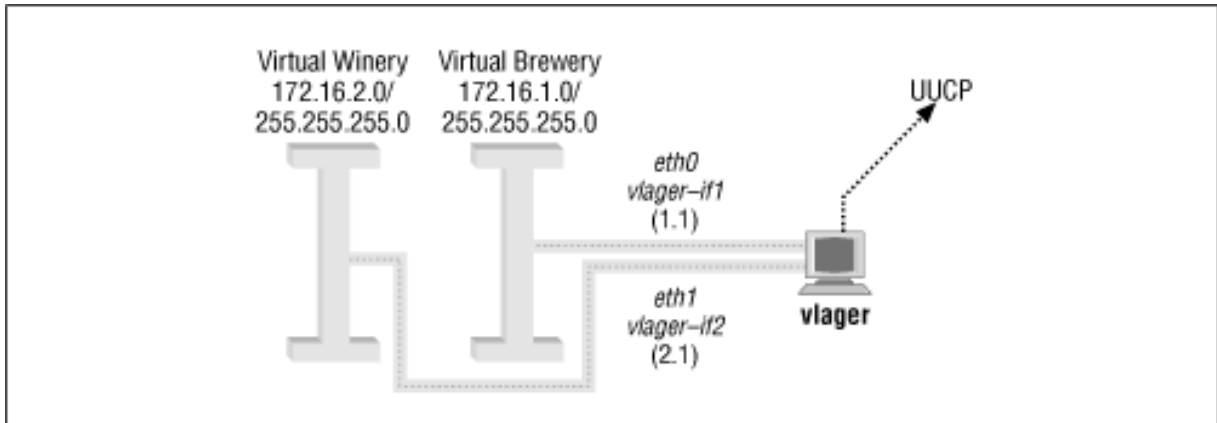 Virtual Winery
172.16.2.0/
255.255.255.0
Virtual Brewery
172.16.1.0/
255.255.255.0
UUCP
eth0
vlager–if1
(1.1)
eth1
vlager–if2
(2.1)
vlager